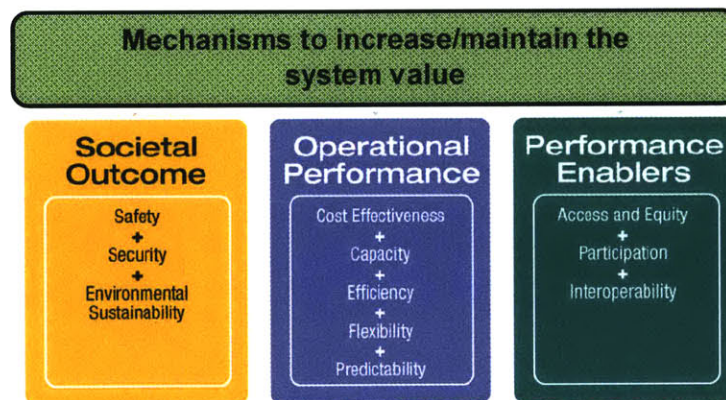 Mechanisms to increase/maintain the
system value
Societal
Outcome
Safety
+
Security
+
Environmental
Sustainability
Operational
Performance
Cost Effectiveness
+
Capacity
+
Efficiency
+
Flexibility
+
Predictability
Performance
Enablers
Access and Equity
+
Participation
+
Interoperability